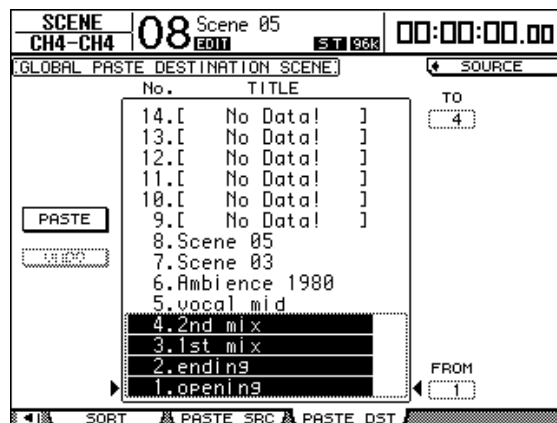 SCENE
CH4-CH4
08 Scene 05
EDIT
ST 96k
00:00:00.00
GLOBAL PASTE DESTINATION SCENE
SOURCE
No. TITLE
TO
4
14.[ No Data! ]
13.[ No Data! ]
12.[ No Data! ]
11.[ No Data! ]
10.[ No Data! ]
9.[ No Data! ]
8.Scene 05
7.Scene 03
6.Ambience 1980
5.vocal mid
4.2nd mix
3.1st mix
2.ending
1.opening
PASTE
UNDO
FROM
1
SORT
PASTE SRC
PASTE DST